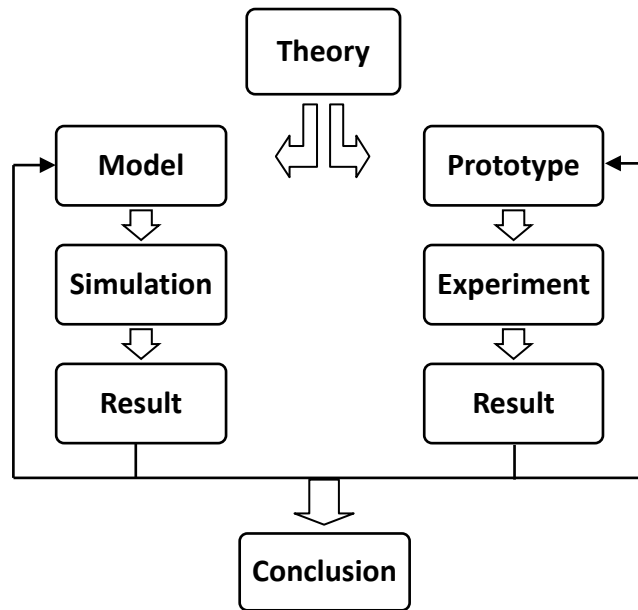 Theory
Model
Prototype
Simulation
Experiment
Result
Result
Conclusion